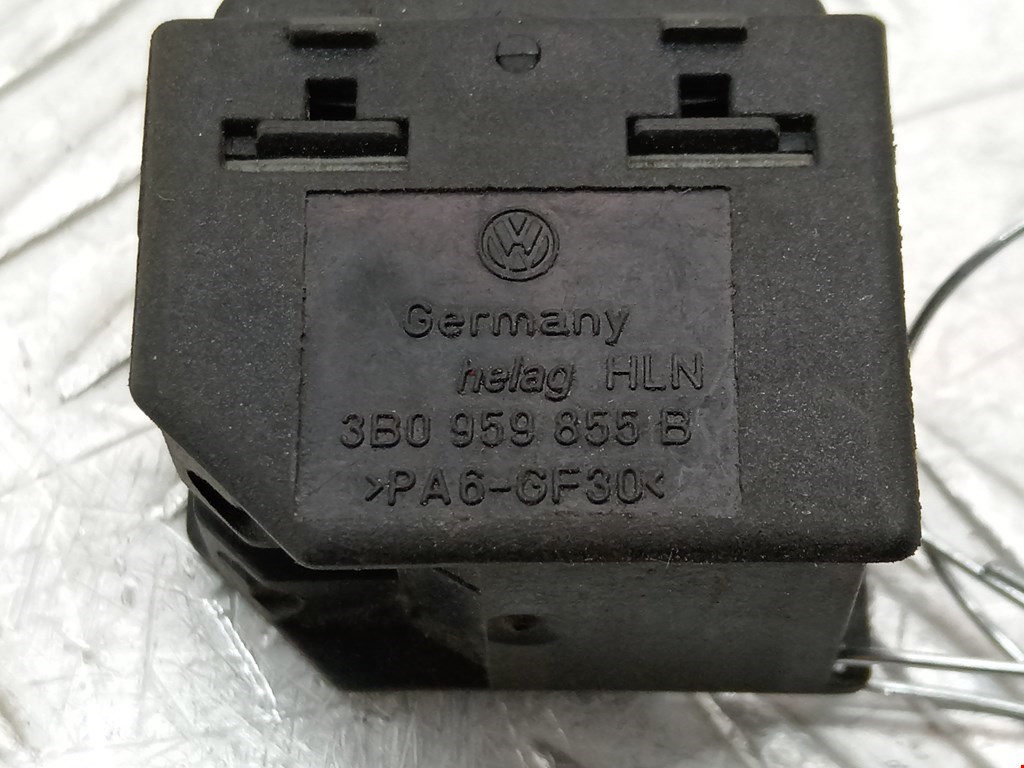 Germany
helag HLN
3B0 959 855 B
>PA6-GF30<